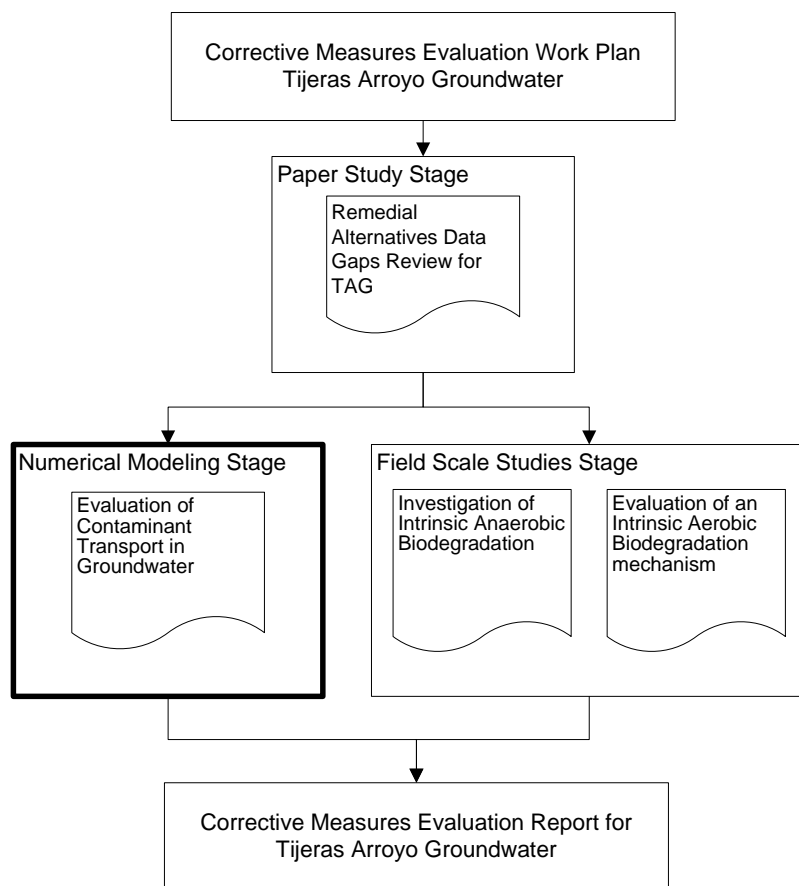 Corrective Measures Evaluation Work Plan
Tijeras Arroyo Groundwater
Paper Study Stage
Remedial
Alternatives Data
Gaps Review for
TAG
Numerical Modeling Stage
Evaluation of
Contaminant
Transport in
Groundwater
Field Scale Studies Stage
Investigation of
Intrinsic Anaerobic
Biodegradation
Evaluation of an
Intrinsic Aerobic
Biodegradation
mechanism
Corrective Measures Evaluation Report for
Tijeras Arroyo Groundwater